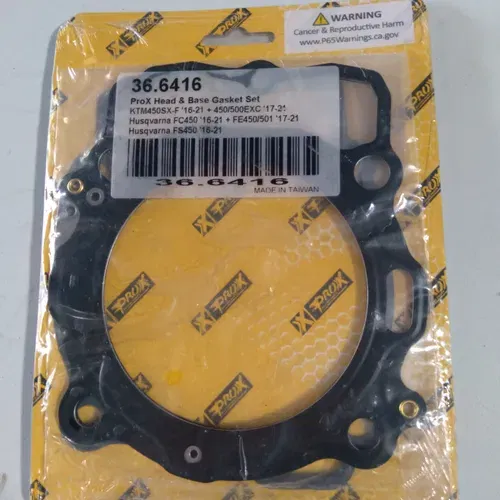 WARNING
Cancer & Reproductive Harm
www.P65Warnings.ca.gov
36.6416
ProX Head & Base Gasket Set
KTM450SX-F '16-21 + 450/500EXC '17-21
Husqvarna FC450 '16-21 + FE450/501 '17-21
Husqvarna FS450 '16-21
36.6416
MADE IN TAIWAN
PROX
PROX
PROX
PROX
PROX
PROX